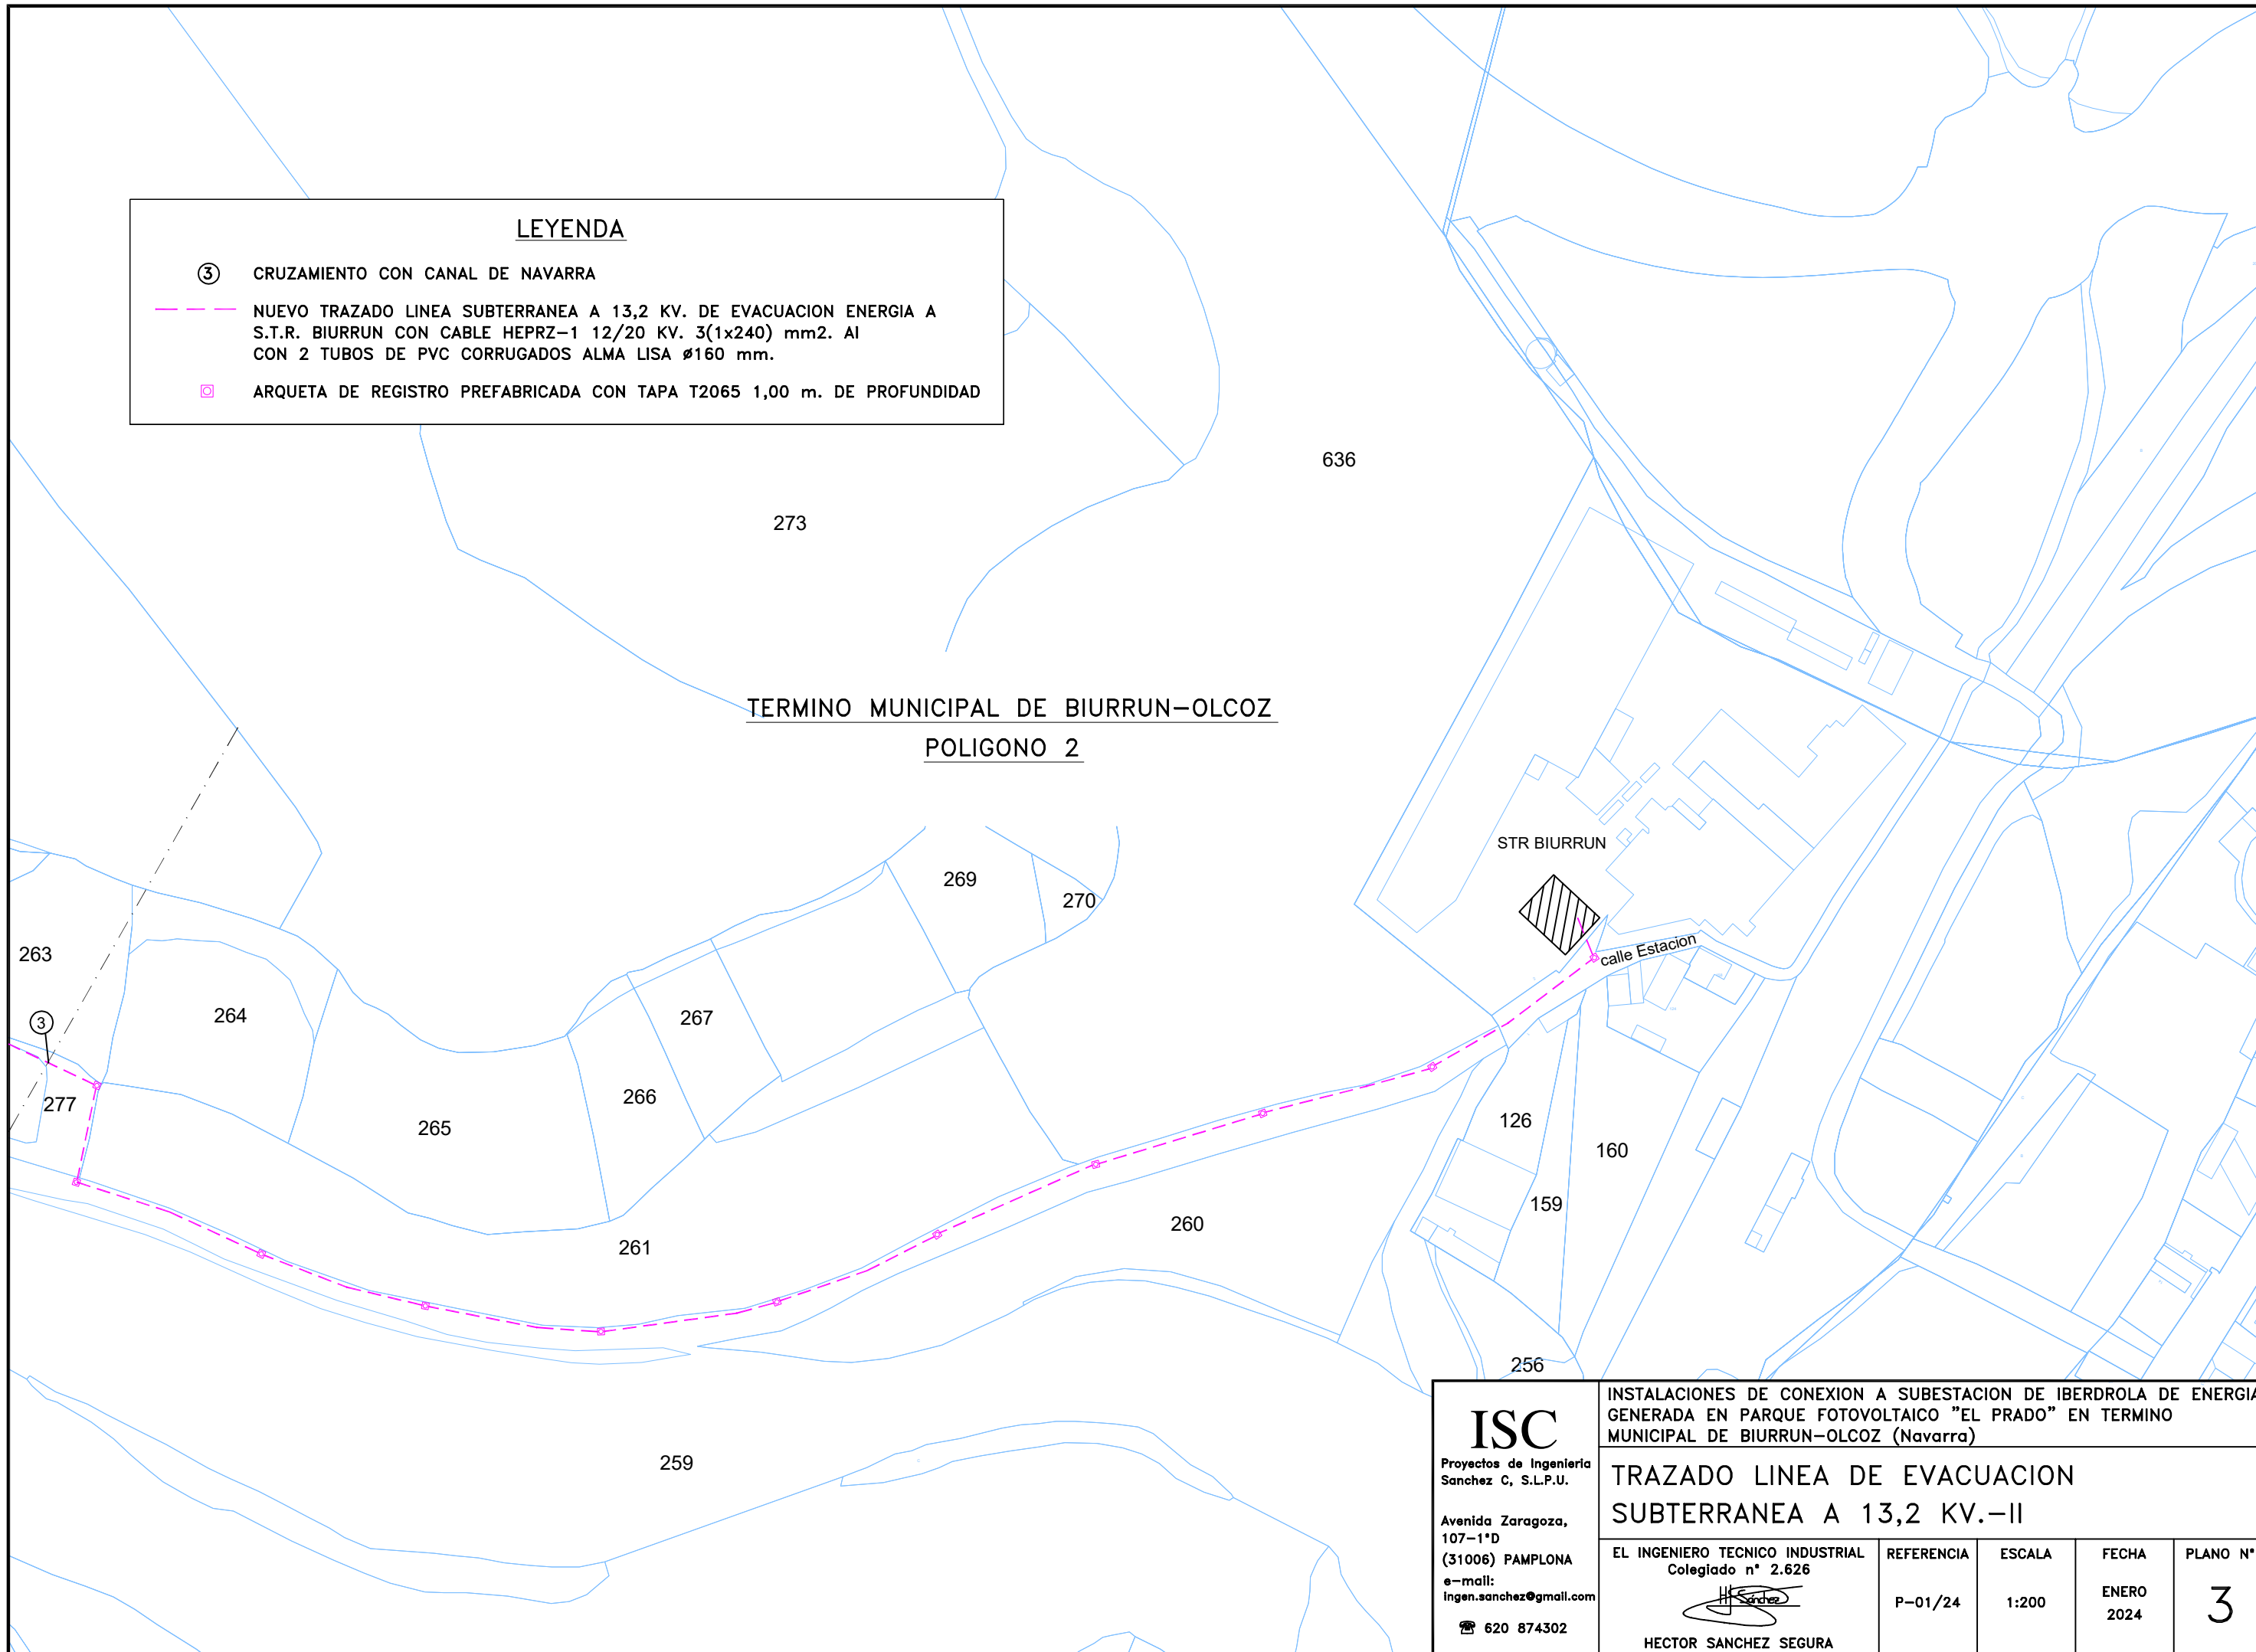 LEYENDA
3 CRUZAMIENTO CON CANAL DE NAVARRA
NUEVO TRAZADO LINEA SUBTERRANEA A 13,2 KV. DE EVACUACION ENERGIA A
S.T.R. BIURRUN CON CABLE HEPRZ-1 12/20 KV. 3(1x240) mm2. Al
CON 2 TUBOS DE PVC CORRUGADOS ALMA LISA ø160 mm.
ARQUETA DE REGISTRO PREFABRICADA CON TAPA T2065 1,00 m. DE PROFUNDIDAD
636
273
TERMINO MUNICIPAL DE BIURRUN-OLCOZ
POLIGONO 2
STR BIURRUN
269
270
calle Estacion
263
264
267
3
266
277
265
126
160
159
260
261
256
259
ISC
Proyectos de Ingenieria
Sanchez C, S.L.P.U.
Avenida Zaragoza,
107-1ºD
(31006) PAMPLONA
e-mail:
ingen.sanchez@gmail.com
☎ 620 874302
INSTALACIONES DE CONEXION A SUBESTACION DE IBERDROLA DE ENERGIA
GENERADA EN PARQUE FOTOVOLTAICO "EL PRADO" EN TERMINO
MUNICIPAL DE BIURRUN-OLCOZ (Navarra)
TRAZADO LINEA DE EVACUACION
SUBTERRANEA A 13,2 KV.-II
EL INGENIERO TECNICO INDUSTRIAL
Colegiado nº 2.626
HJSánchez
HECTOR SANCHEZ SEGURA
REFERENCIA
P-01/24
ESCALA
1:200
FECHA
ENERO
2024
PLANO Nº
3